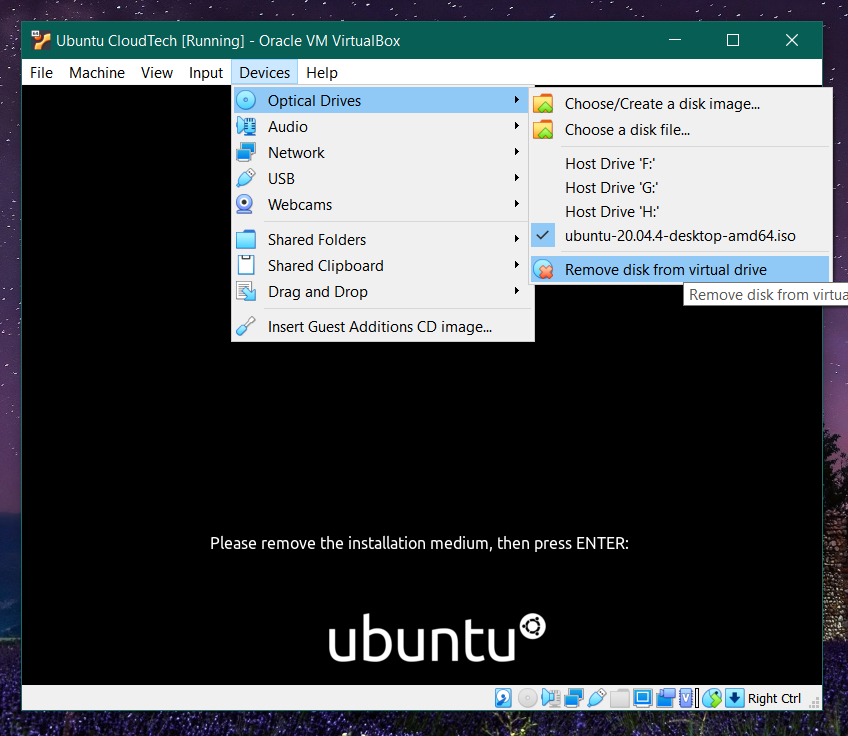 Ubuntu CloudTech [Running] - Oracle VM VirtualBox
File Machine View Input Devices Help
Optical Drives
Audio
Network
USB
Webcams
Shared Folders
Shared Clipboard
Drag and Drop
Insert Guest Additions CD image...
Choose/Create a disk image...
Choose a disk file...
Host Drive 'F:'
Host Drive 'G:'
Host Drive 'H:'
ubuntu-20.04.4-desktop-amd64.iso
Remove disk from virtual drive
Remove disk from virtua
Please remove the installation medium, then press ENTER:
ubuntu
Right Ctrl